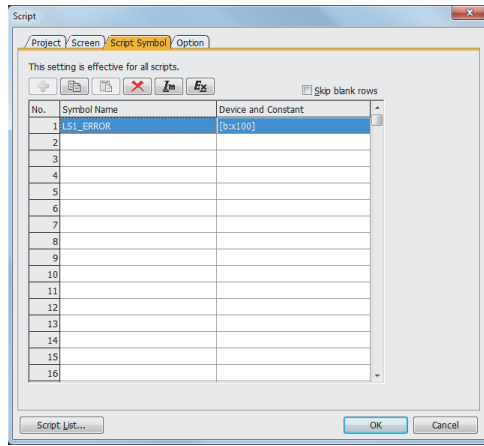 Script
Project Screen Script Symbol Option
This setting is effective for all scripts.
Im Ex Skip blank rows
No. Symbol Name Device and Constant
1 LS1_ERROR [b:x100]
2
3
4
5
6
7
8
9
10
11
12
13
14
15
16
Script List... OK Cancel